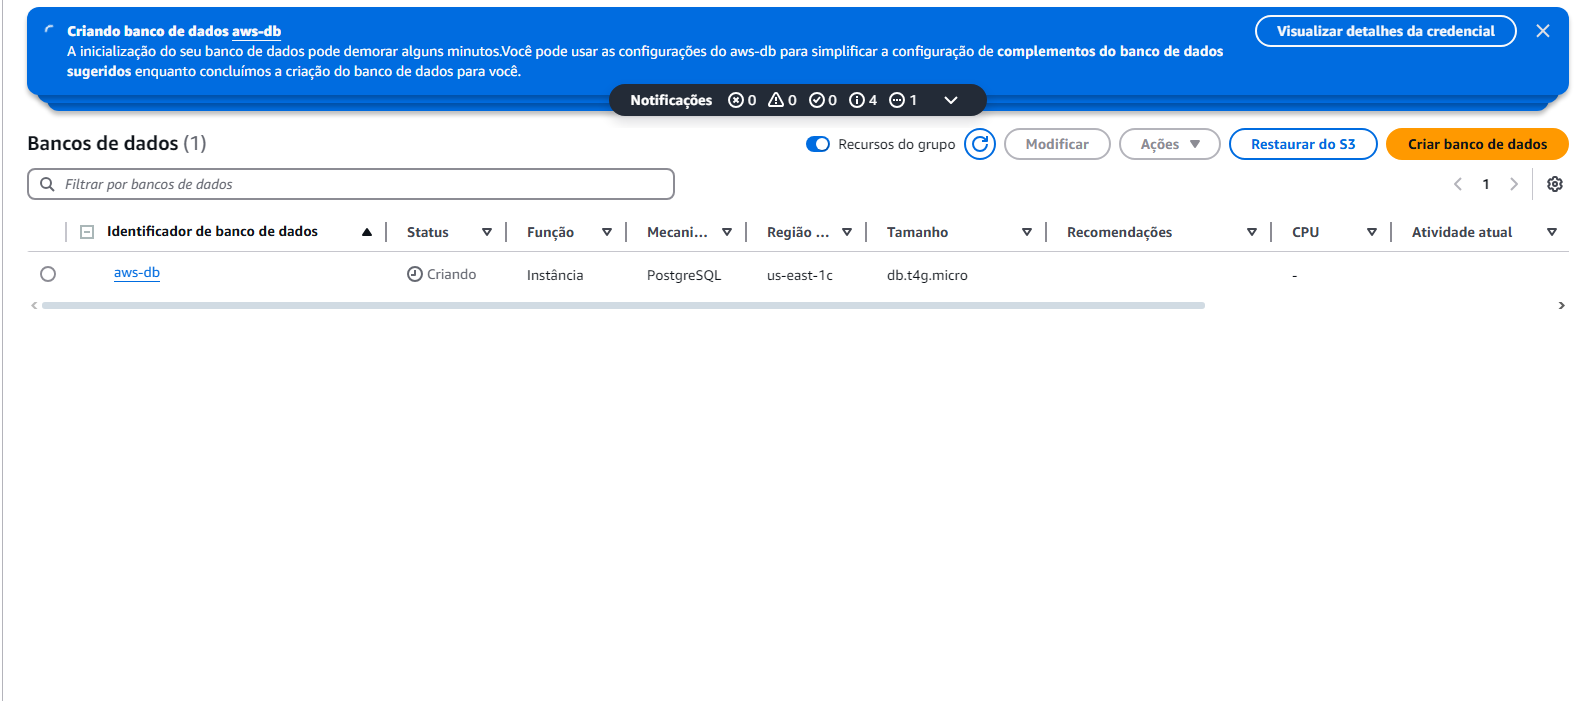 Criando banco de dados aws-db
Visualizar detalhes da credencial
A inicialização do seu banco de dados pode demorar alguns minutos.Você pode usar as configurações do aws-db para simplificar a configuração de complementos do banco de dados
sugeridos enquanto concluímos a criação do banco de dados para você.
Notificações 0 0 0 4 1
Bancos de dados (1) Recursos do grupo Modificar Ações Restaurar do S3 Criar banco de dados
Filtrar por bancos de dados 1
Identificador de banco de dados Status Função Mecani... Região ... Tamanho Recomendações CPU Atividade atual
aws-db Criando Instância PostgreSQL us-east-1c db.t4g.micro -